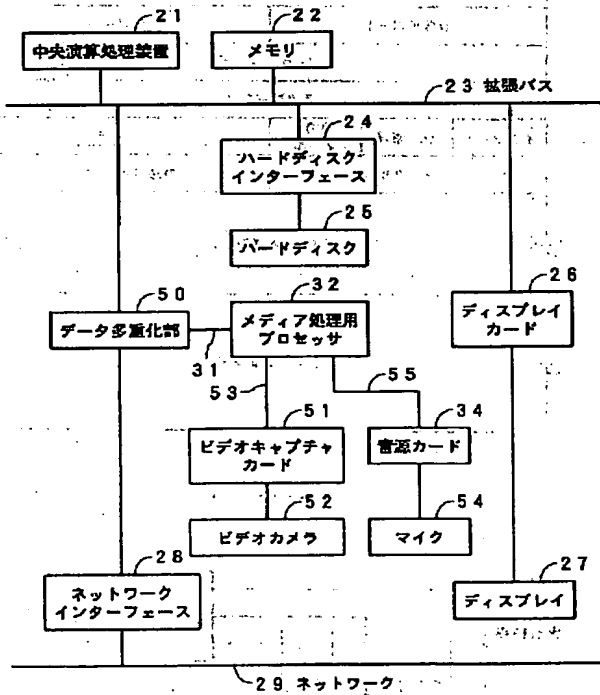 21
22
中央演算処理装置
メモリ
23 拡張バス
24
ハードディスク
インターフェース
25
ハードディスク
26
50
32
データ多重化部
メディア処理用
プロセッサ
ディスプレイ
カード
31
53
55
51
34
ビデオキャプチャ
カード
音源カード
52
54
ビデオカメラ
マイク
28
27
ネットワーク
インターフェース
ディスプレイ
29 ネットワーク